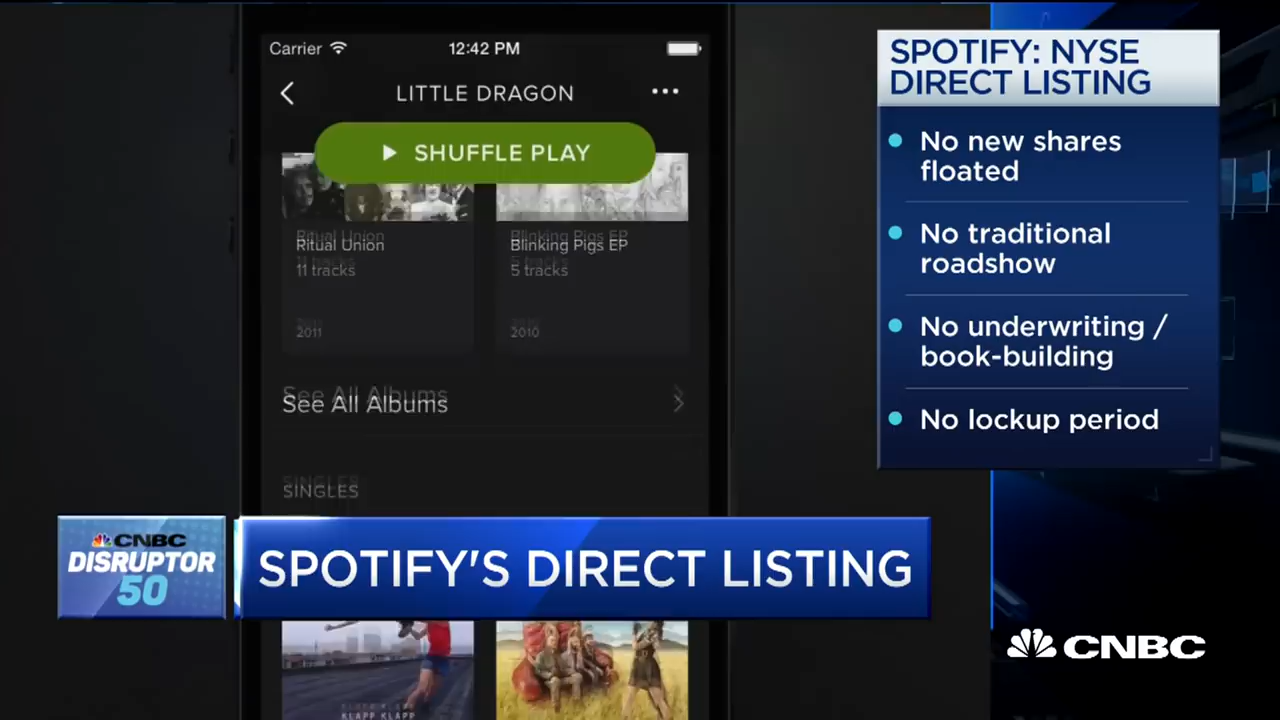 Carrier
12:42 PM
LITTLE DRAGON
SHUFFLE PLAY
Ritual Union
11 tracks
2011
Blinking Pigs EP
5 tracks
2010
See All Albums
SINGLES
KLAPP KLAPP
SPOTIFY: NYSE
DIRECT LISTING
No new shares
floated
No traditional
roadshow
No underwriting /
book-building
No lockup period
CNBC
DISRUPTOR
50
SPOTIFY'S DIRECT LISTING
CNBC